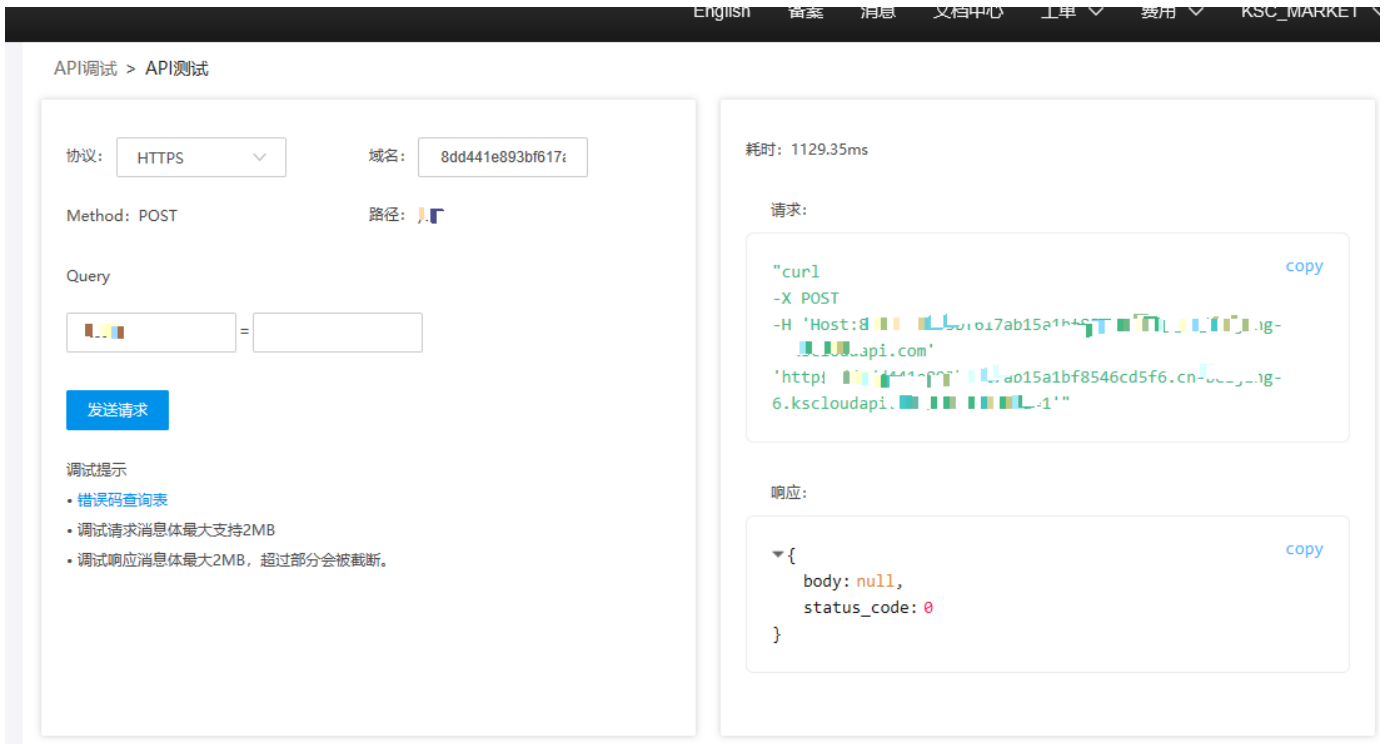 English 备案 消息 文档中心 工单 费用 KSC_MARKET
API调试 > API测试
协议： HTTPS 域名： 8dd441e893bf617a
Method：POST 路径：
Query
=
发送请求
调试提示
• 错误码查询表
• 调试请求消息体最大支持2MB
• 调试响应消息体最大2MB，超过部分会被截断。
耗时：1129.35ms
请求：
copy
"curl
-X POST
-H 'Host:8
api.com'
ab15a1bf8546cd5f6.cn-
6.kscloudapi.
响应：
copy
{
body: null,
status_code: 0
}